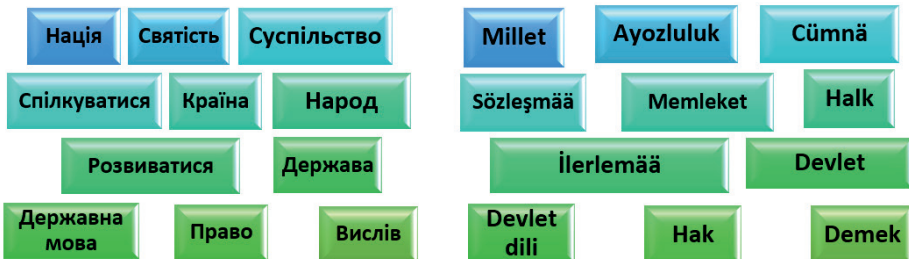 Нація Святість Суспільство Millet Ayozluluk Cümnä
Спілкуватися Країна Народ Sözleşmää Memleket Halk
Розвиватися Держава İlerlemää Devlet
Державна мова Право Вислів Devlet dili Hak Demek